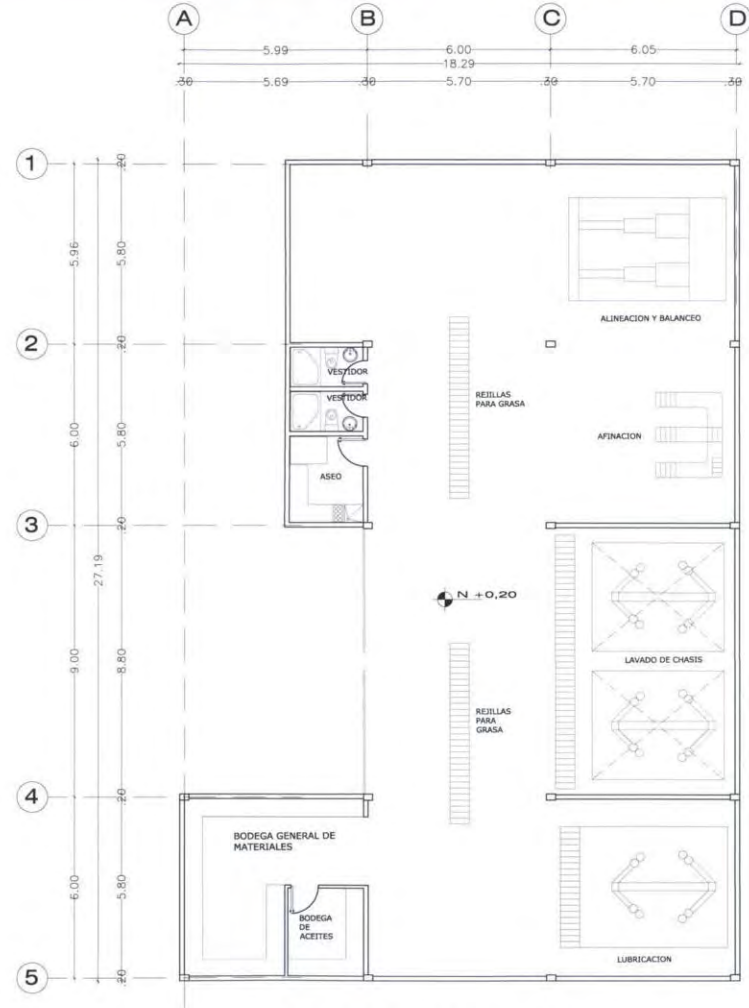 A B C D
5.99 6.00 6.05
18.29
.30 5.69 .30 5.70 .30 5.70 .30
1
.20
5.96
5.80
ALINEACION Y BALANCEO
2
.20
VESTIDOR
VESTIDOR
REJILLAS
PARA GRASA
6.00
5.80
AFINACION
ASEO
3
.20
27.19
N +0,20
9.00
8.80
LAVADO DE CHASIS
REJILLAS
PARA
GRASA
4
.20
BODEGA GENERAL DE
MATERIALES
6.00
5.80
BODEGA
DE
ACEITES
LUBRICACION
5
.20